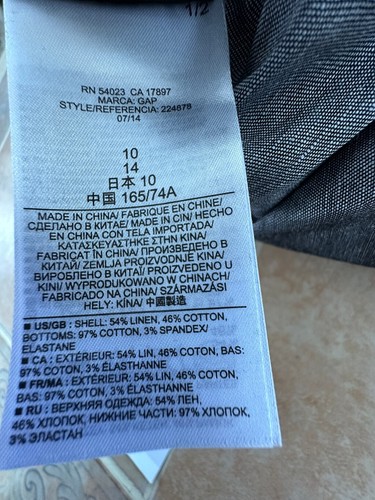 1/2
RN 54023 CA 17897
MARCA: GAP
STYLE/REFERENCIA: 224878
07/14
10
14
日本 10
中国 165/74A
MADE IN CHINA/ FABRIQUE EN CHINE/
СДЕЛАНО В КИТАЕ/ MADE IN CIN/ HECHO
EN CHINA CON TELA IMPORTADA/
ΚΑΤΑΣΚΕΥΑΣΤΗΚΕ ΣΤΗΝ ΚΙΝΑ/
FABRICAT ÎN CHINA/ ПРОИЗВЕДЕНО В
КИТАЙ/ ZEMLJA PROIZVODNJE KINA/
ВИРОБЛЕНО В КИТАЇ/ PROIZVEDENO U
KINI/ WYPRODUKOWANO W CHINACH/
FABRICADO NA CHINA/ SZÁRMAZÁSI
HELY: KÍNA/ 中國製造
■ US/GB : SHELL: 54% LINEN, 46% COTTON,
BOTTOMS: 97% COTTON, 3% SPANDEX/
ELASTANE
■ CA : EXTÉRIEUR: 54% LIN, 46% COTON, BAS:
97% COTON, 3% ÉLASTHANNE
■ FR/MA : EXTÉRIEUR: 54% LIN, 46% COTON,
BAS: 97% COTON, 3% ÉLASTHANNE
■ RU : ВЕРХНЯЯ ОДЕЖДА: 54% ЛЕН,
46% ХЛОПОК, НИЖНИЕ ЧАСТИ: 97% ХЛОПОК,
3% ЭЛАСТАН